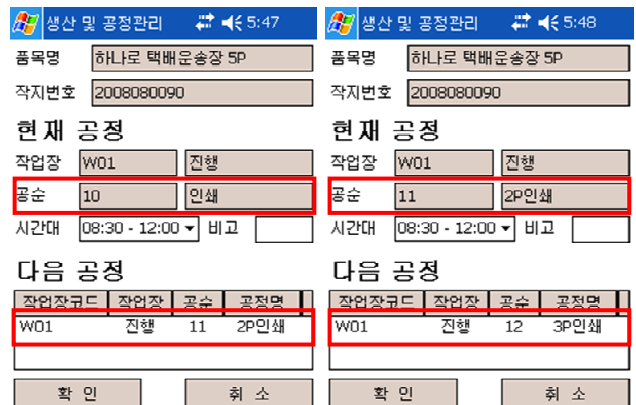 생산 및 공정관리 5:47
품목명 하나로 택배운송장 5P
작지번호 2008080090
현재 공정
작업장 W01 진행
공순 10 인쇄
시간대 08:30 - 12:00 비고
다음 공정
작업장코드 작업장 공순 공정명
W01 진행 11 2P인쇄
확 인 취 소
생산 및 공정관리 5:48
품목명 하나로 택배운송장 5P
작지번호 2008080090
현재 공정
작업장 W01 진행
공순 11 2P인쇄
시간대 08:30 - 12:00 비고
다음 공정
작업장코드 작업장 공순 공정명
W01 진행 12 3P인쇄
확 인 취 소